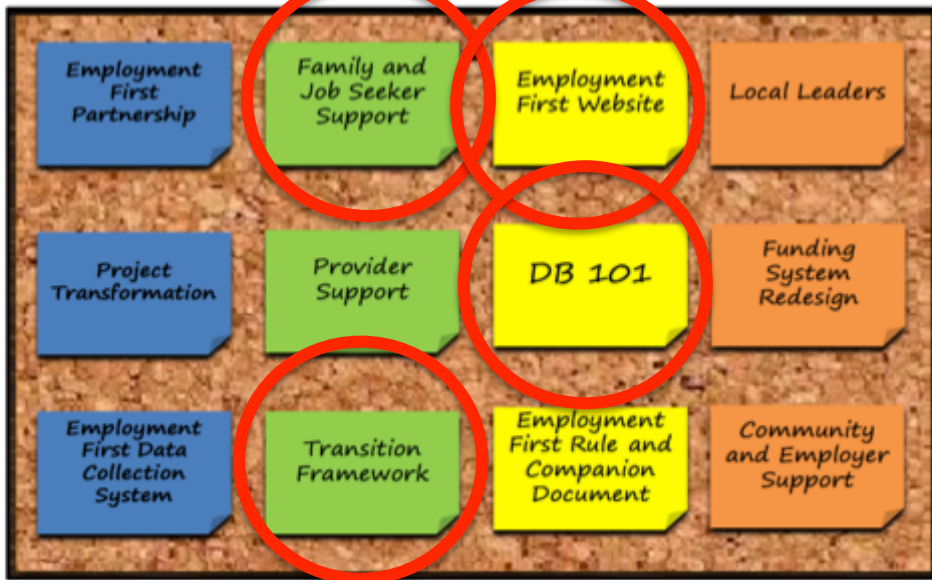 Employment
First
Partnership
Family and
Job Seeker
Support
Employment
First Website
Local Leaders
Project
Transformation
Provider
Support
DB 101
Funding
System
Redesign
Employment
First Data
Collection
System
Transition
Framework
Employment
First Rule and
Companion
Document
Community
and Employer
Support